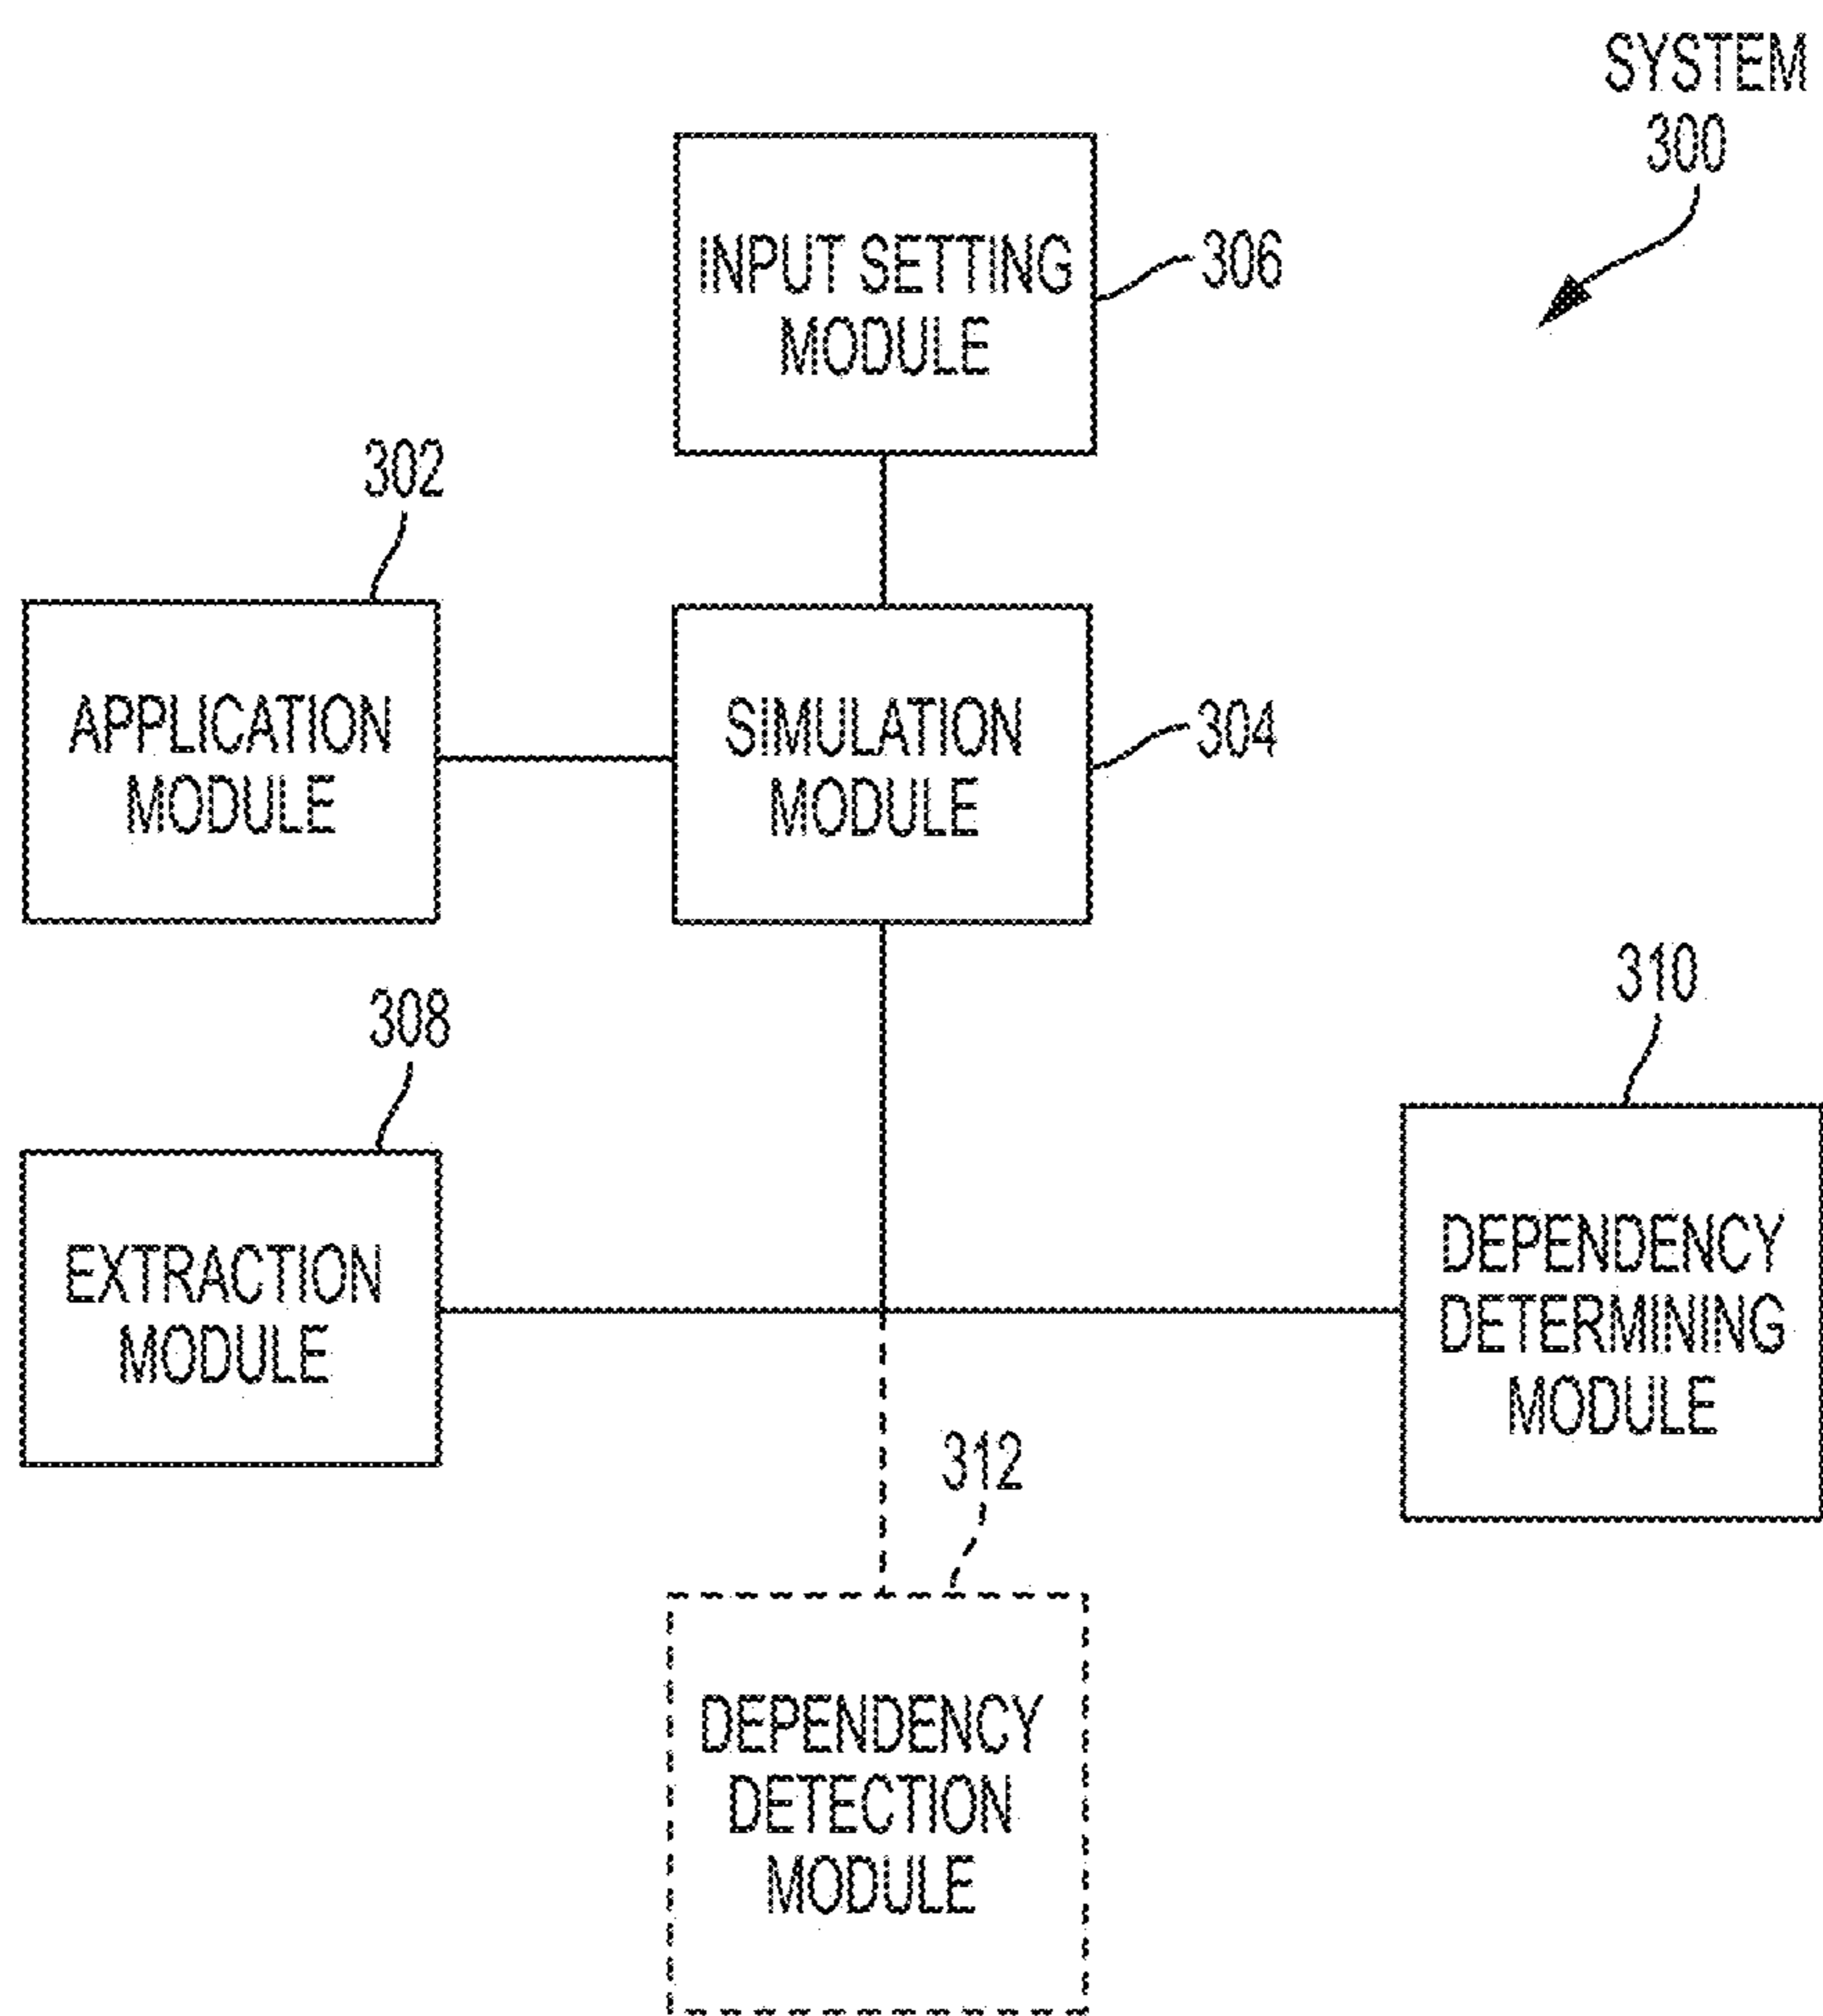 SYSTEM
300
INPUT SETTING
MODULE
306
302
APPLICATION
MODULE
SIMULATION
MODULE
304
308
EXTRACTION
MODULE
310
DEPENDENCY
DETERMINING
MODULE
312
DEPENDENCY
DETECTION
MODULE